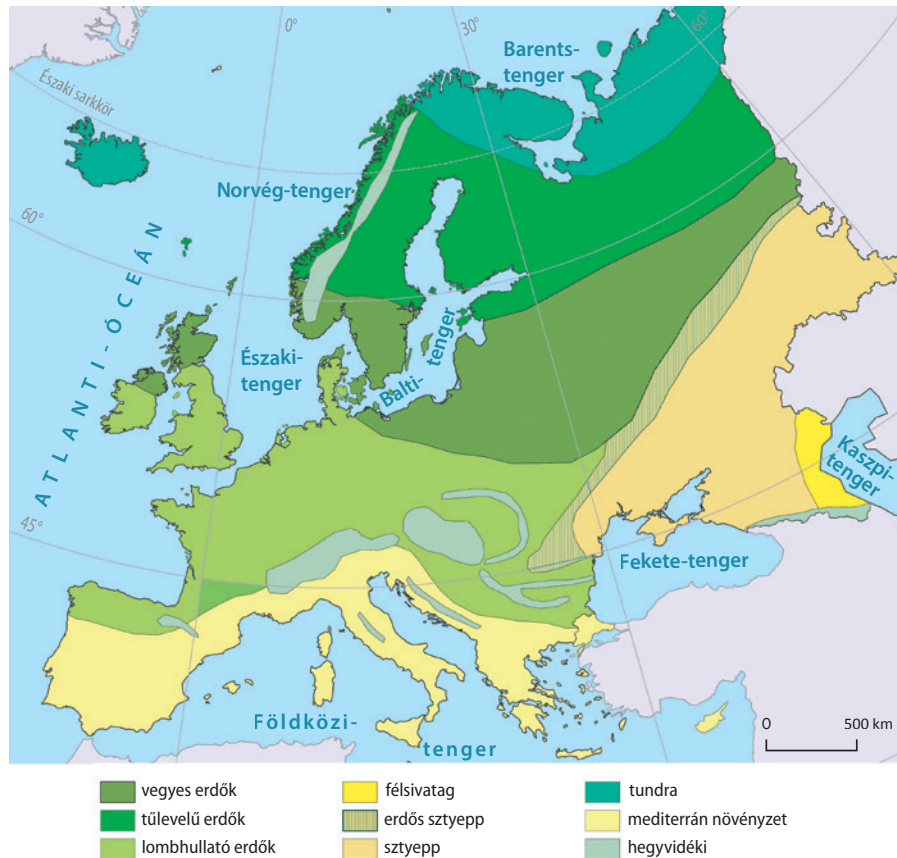 0°
30°
60°
Barents-
tenger
Északi sarkkör
Norvég-tenger
60°
ATLANTI-ÓCEÁN
Északi-
tenger
Balti-
tenger
45°
Kaszpi-
tenger
Fekete-tenger
Földközi-
tenger
0 500 km
vegyes erdők
félsivatag
tundra
tűlevelű erdők
erdős sztyepp
mediterrán növényzet
lombhullató erdők
sztyepp
hegyvidéki